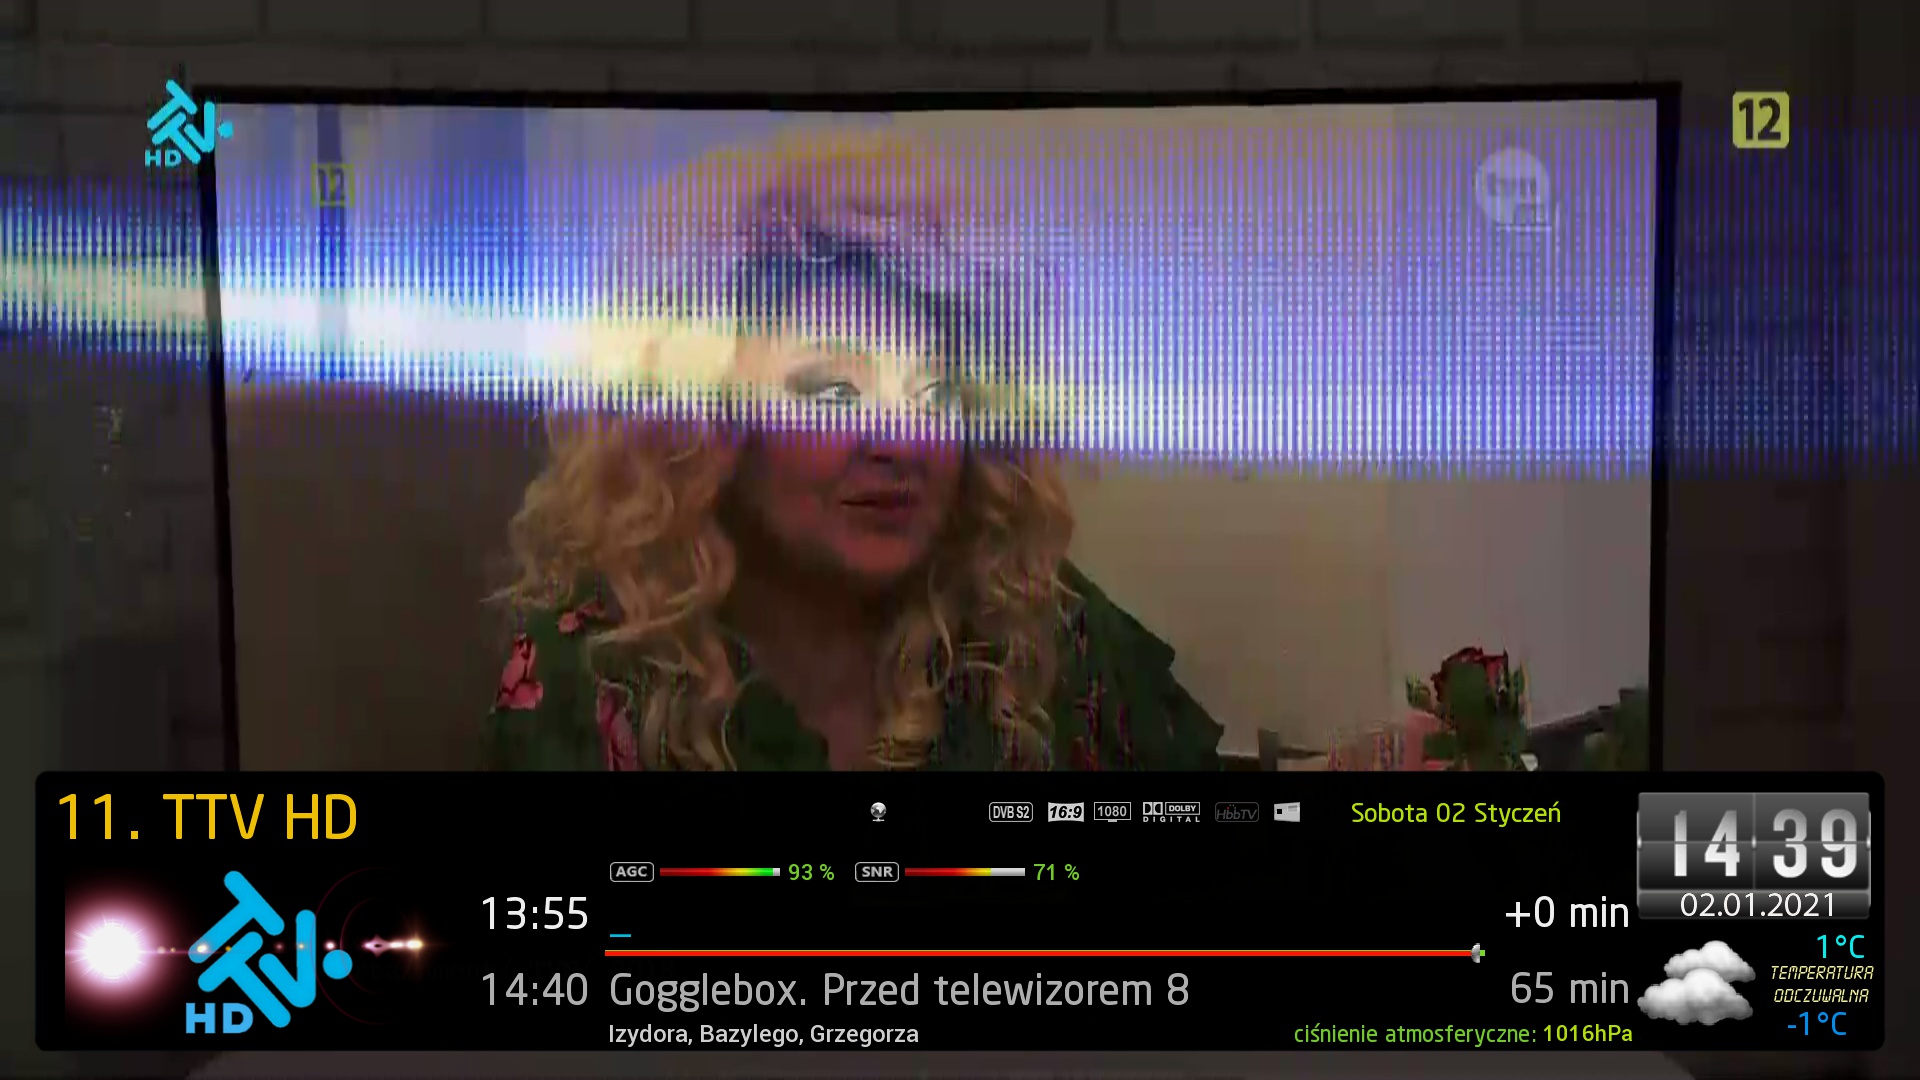 TTV
HD
12
12
tvn
11. TTV HD
DVB S2
16:9
1080
DOLBY
DIGITAL
HbbTV
Sobota 02 Styczeń
14 39
02.01.2021
AGC 93 % SNR 71 %
13:55
+0 min
TTV
HD
14:40 Gogglebox. Przed telewizorem 8
65 min
1°C
TEMPERATURA
ODCZUWALNA
-1°C
Izydora, Bazylego, Grzegorza
ciśnienie atmosferyczne: 1016hPa